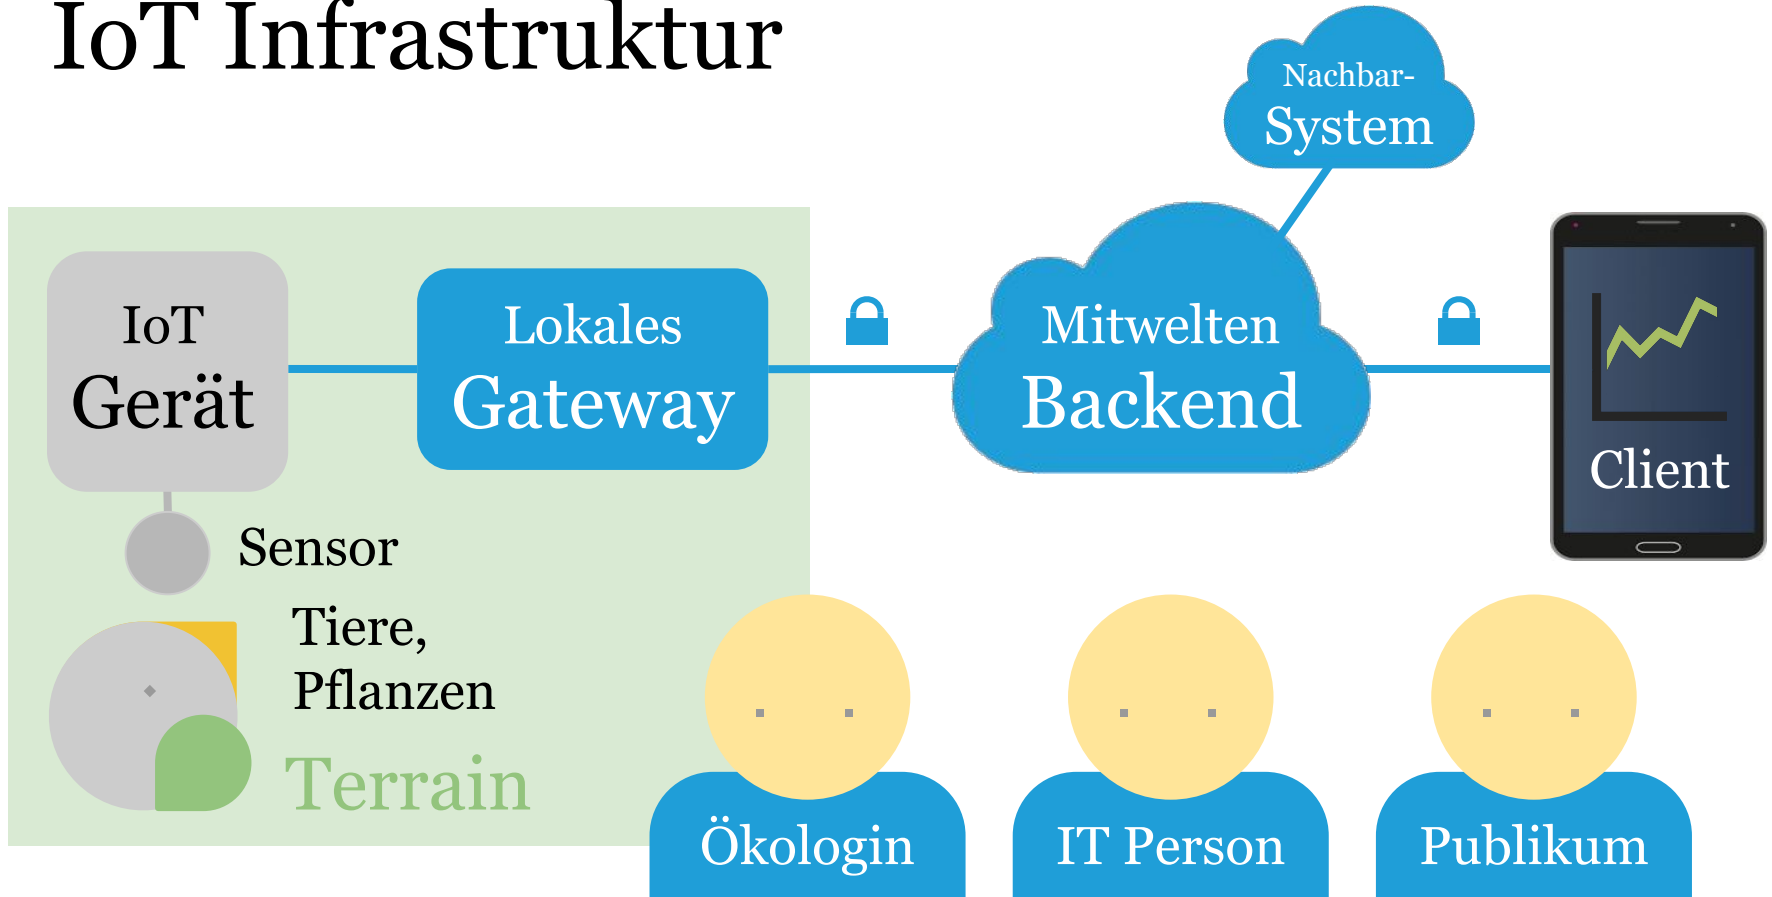 IoT Infrastruktur
Nachbar-
System
IoT
Gerät
Lokales
Gateway
Mitwelten
Backend
Client
Sensor
Tiere,
Pflanzen
Terrain
Ökologin
IT Person
Publikum